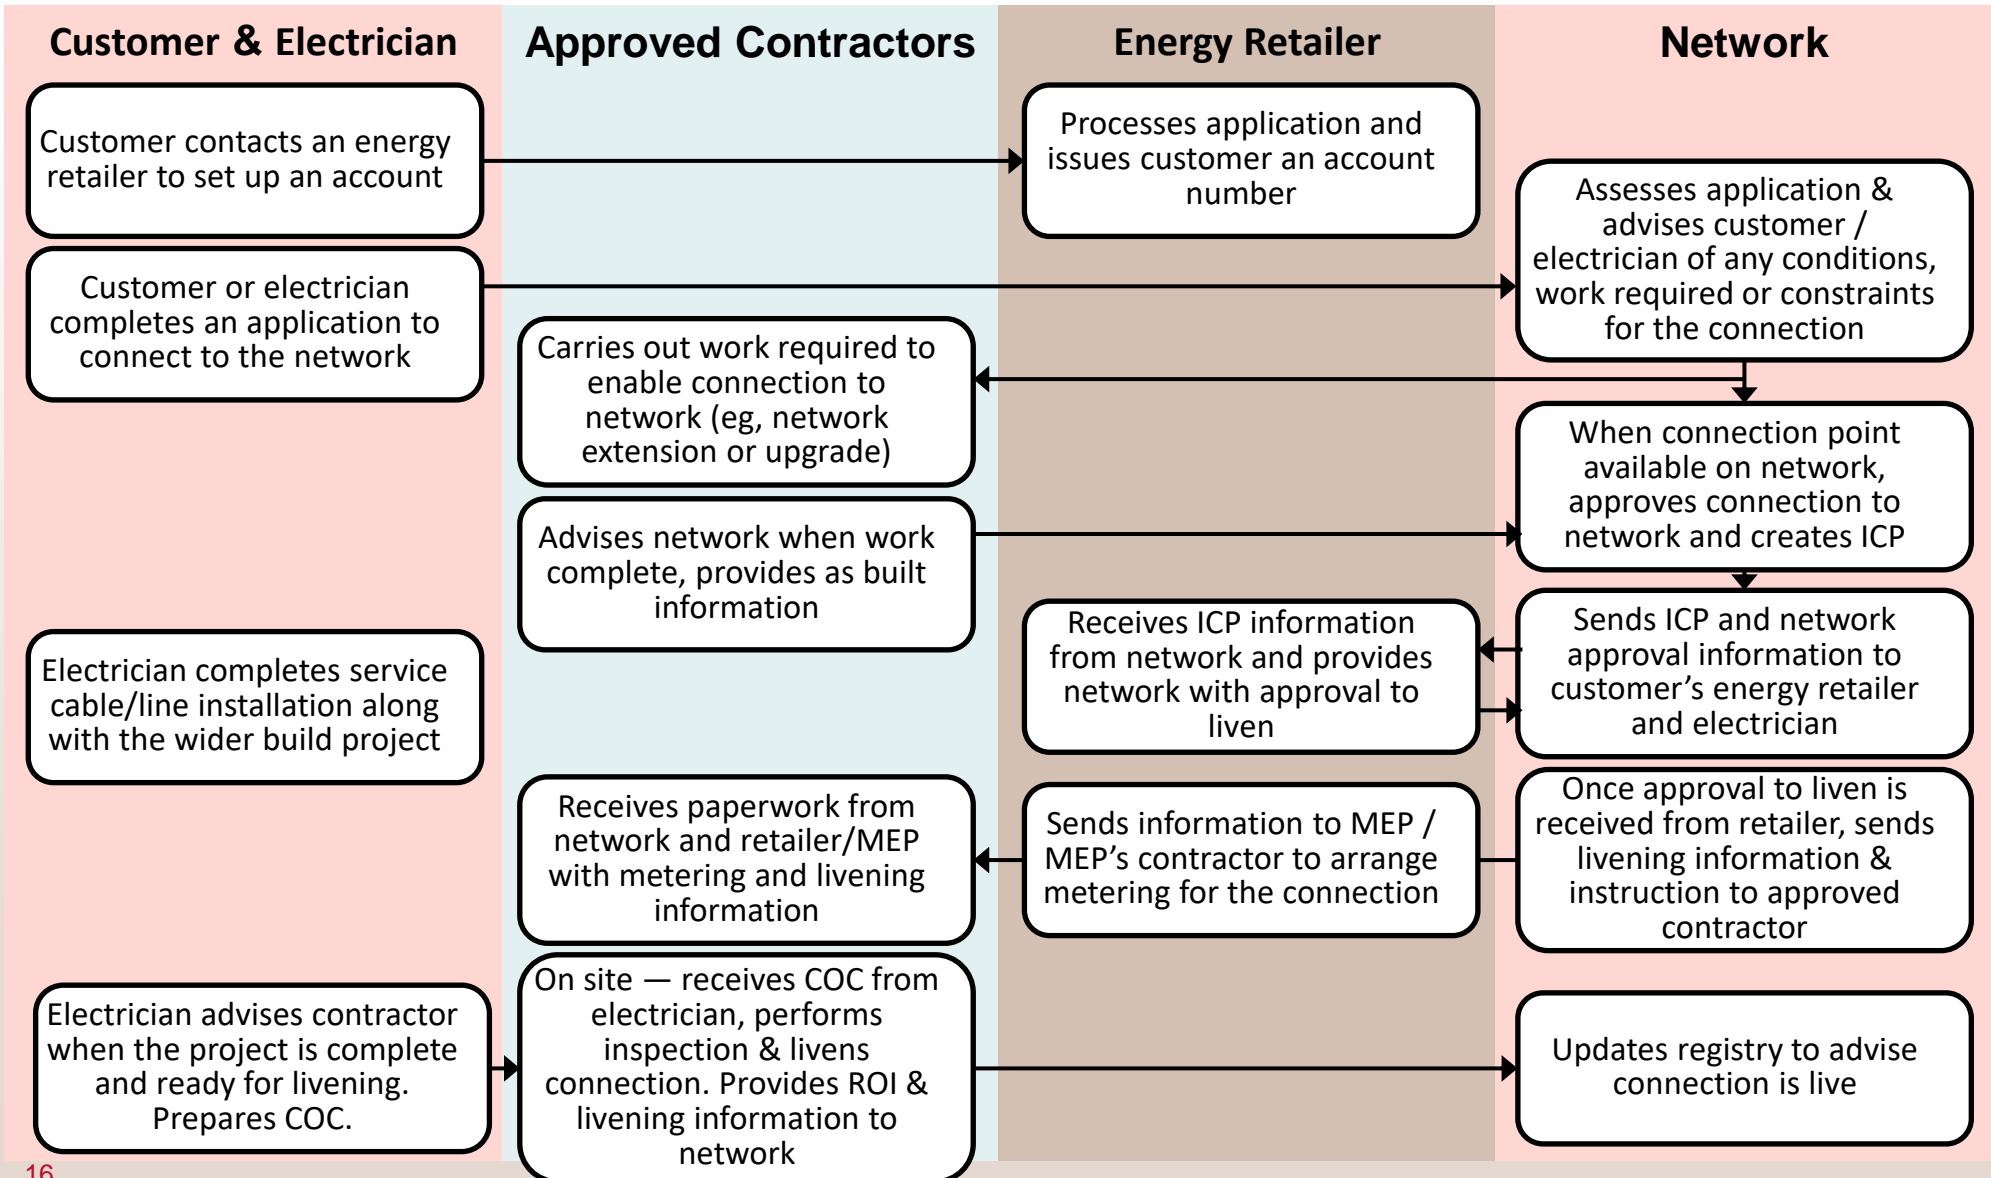 Customer & Electrician
Approved Contractors
Energy Retailer
Network
Customer contacts an energy
retailer to set up an account
Processes application and
issues customer an account
number
Assesses application &
advises customer /
electrician of any conditions,
work required or constraints
for the connection
Customer or electrician
completes an application to
connect to the network
Carries out work required to
enable connection to
network (eg, network
extension or upgrade)
When connection point
available on network,
approves connection to
network and creates ICP
Advises network when work
complete, provides as built
information
Receives ICP information
from network and provides
network with approval to
liven
Sends ICP and network
approval information to
customer’s energy retailer
and electrician
Electrician completes service
cable/line installation along
with the wider build project
Receives paperwork from
network and retailer/MEP
with metering and livening
information
Sends information to MEP /
MEP’s contractor to arrange
metering for the connection
Once approval to liven is
received from retailer, sends
livening information &
instruction to approved
contractor
Electrician advises contractor
when the project is complete
and ready for livening.
Prepares COC.
On site — receives COC from
electrician, performs
inspection & livens
connection. Provides ROI &
livening information to
network
Updates registry to advise
connection is live
16